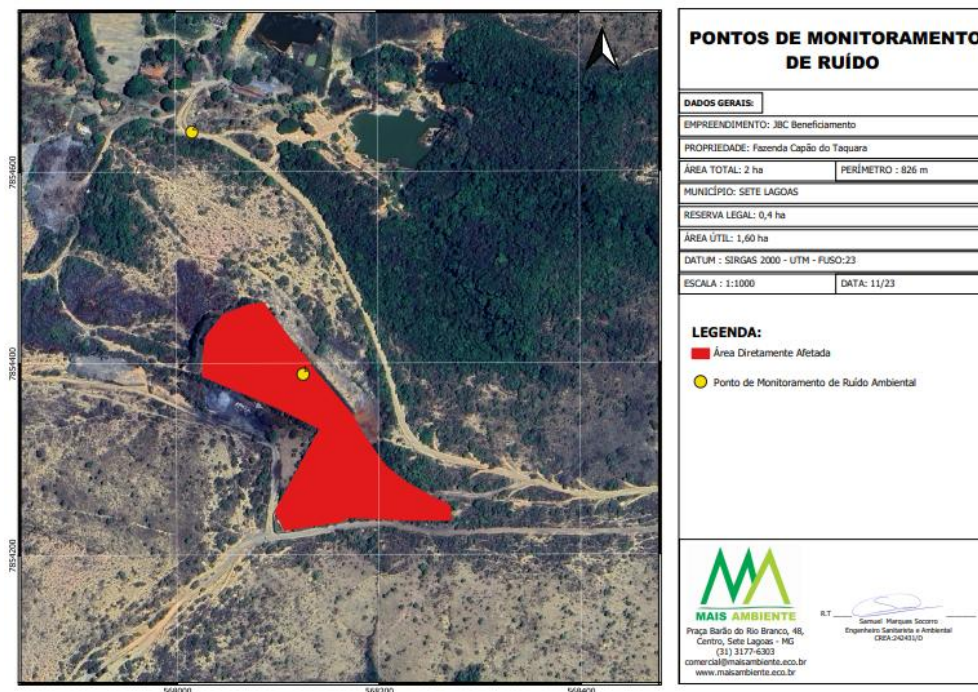 PONTOS DE MONITORAMENTO
DE RUÍDO
DADOS GERAIS:
EMPREENDIMENTO: JBC Beneficiamento
PROPRIEDADE: Fazenda Capão do Taquara
ÁREA TOTAL: 2 ha
PERÍMETRO : 826 m
MUNICÍPIO: SETE LAGOAS
RESERVA LEGAL: 0,4 ha
ÁREA ÚTIL: 1,60 ha
DATUM : SIRGAS 2000 - UTM - FUSO:23
ESCALA : 1:1000
DATA: 11/23
LEGENDA:
Área Diretamente Afetada
Ponto de Monitoramento de Ruído Ambiental
7854600
7854400
7854200
568000
568200
568400
MAIS AMBIENTE
Praça Barão do Rio Branco, 48,
Centro, Sete Lagoas - MG
(31) 3177-6303
comercial@maisambiente.eco.br
www.maisambiente.eco.br
R.T
Samuel Marques Socorro
Engenheiro Sanitarista e Ambiental